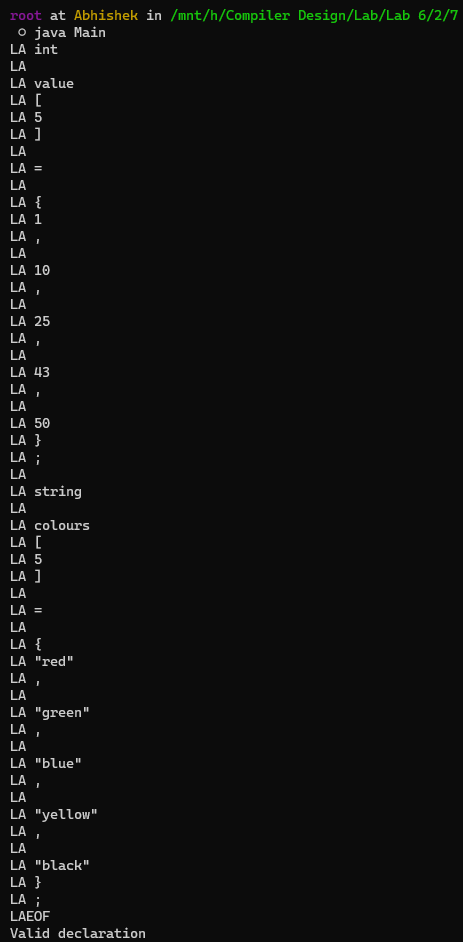 root at Abhishek in /mnt/h/Compiler Design/Lab/Lab 6/2/7
○ java Main
LA int
LA
LA value
LA [
LA 5
LA ]
LA
LA =
LA
LA {
LA 1
LA ,
LA
LA 10
LA ,
LA
LA 25
LA ,
LA
LA 43
LA ,
LA
LA 50
LA }
LA ;
LA
LA string
LA
LA colours
LA [
LA 5
LA ]
LA
LA =
LA
LA {
LA "red"
LA ,
LA
LA "green"
LA ,
LA
LA "blue"
LA ,
LA
LA "yellow"
LA ,
LA
LA "black"
LA }
LA ;
LAEOF
Valid declaration